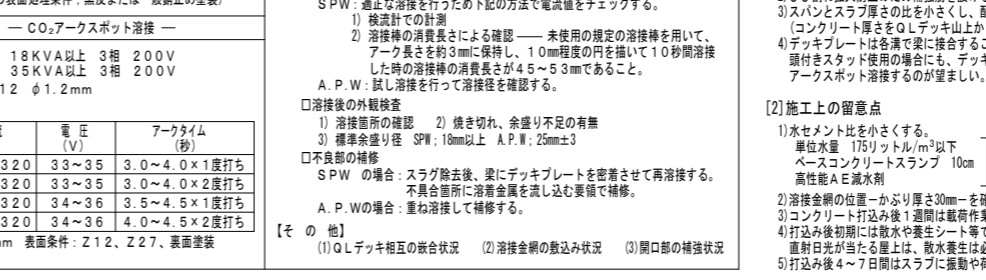 表面処理条件；黒皮または一般錆止め塗装）
― CO₂アークスポット溶接 ―
18KVA以上 3相 200V
35KVA以上 3相 200V
12 φ1.2mm
電 圧 アークタイム
(V) (秒)
320 33~35 3.0~4.0×1度打ち
320 33~35 3.0~4.0×2度打ち
320 34~36 3.5~4.5×1度打ち
320 34~36 4.0~4.5×2度打ち
mm 表面条件：Z12、Z27、裏面塗装
SPW：適正な溶接を行うため下記の方法で電流値をチェックする。
1) 検流計での計測
2) 溶接棒の消費長さによる確認 ―― 未使用の規定の溶接棒を用いて、
アーク長さを約3mmに保持し、10mm程度の円を描いて10秒間溶接
した時の溶接棒の消費長さが45~53mmであること。
A.P.W：試し溶接を行って溶接径を確認する。
□溶接後の外観検査
1) 溶接箇所の確認 2) 焼き切れ、余盛り不足の有無
3) 標準余盛り径 SPW；18mm以上 A.P.W；25mm±3
□不良部の補修
SPW の場合：スラグ除去後、梁にデッキプレートを密着させて再溶接する。
不具合箇所に溶着金属を流し込む要領で補修。
A.P.Wの場合：重ね溶接して補修する。
【そ の 他】
(1)QLデッキ相互の嵌合状況 (2)溶接金網の敷込み状況 (3)開口部の補強状況
3)スパンとスラブ厚さの比を小さくし、
(コンクリート厚さをQLデッキ山上か
4)デッキプレートは各溝で梁に接合するこ
頭付きスタッド使用の場合にも、デッキ
アークスポット溶接するのが望ましい。
[2]施工上の留意点
1)水セメント比を小さくする。
単位水量 175リットル/m³以下
ベースコンクリートスランプ 10cm
高性能AE減水剤
2)溶接金網の位置－かぶり厚さ30mm－を確
3)コンクリート打込み後1週間は載荷作業
4)打込み後初期には散水や養生シート等で
直射日光が当たる屋上は、散水養生は必
5)打込み後4~7日間はスラブに振動や荷